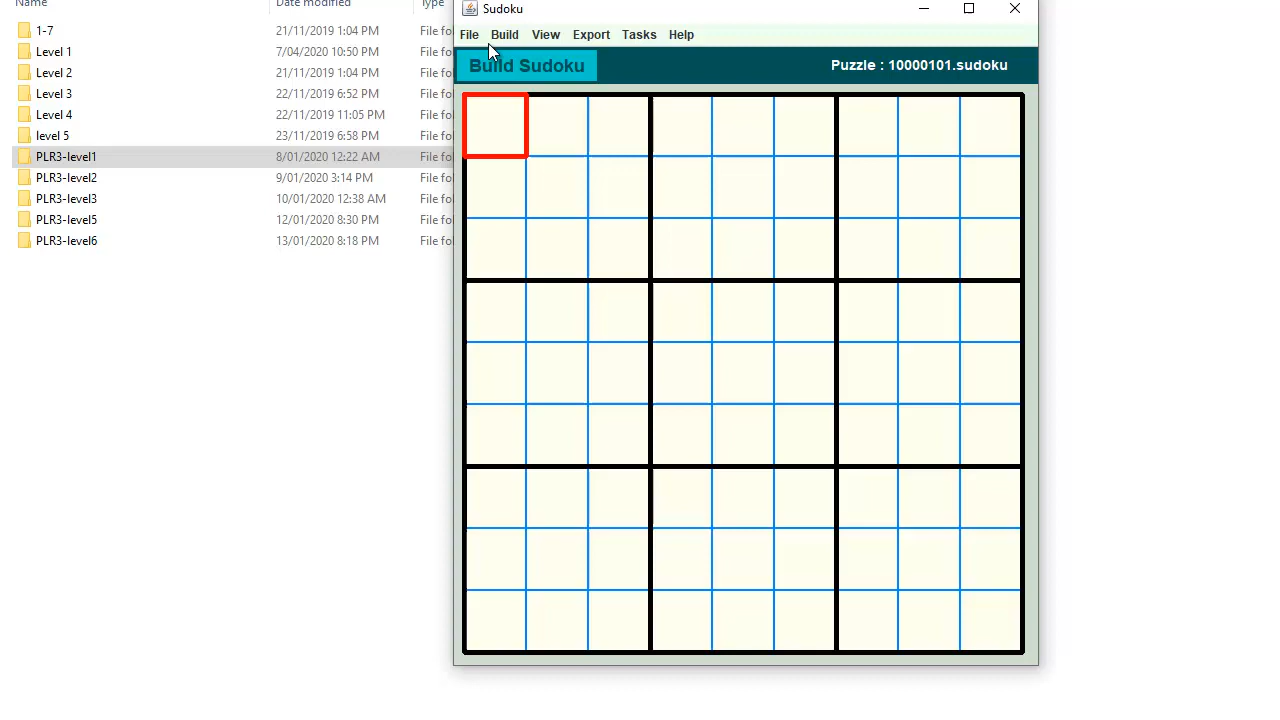 Name Date modified Type
1-7 21/11/2019 1:04 PM File fo
Level 1 7/04/2020 10:50 PM File fo
Level 2 21/11/2019 1:04 PM File fo
Level 3 22/11/2019 6:52 PM File fo
Level 4 22/11/2019 11:05 PM File fo
level 5 23/11/2019 6:58 PM File fo
PLR3-level1 8/01/2020 12:22 AM File fo
PLR3-level2 9/01/2020 3:14 PM File fo
PLR3-level3 10/01/2020 12:38 AM File fo
PLR3-level5 12/01/2020 8:30 PM File fo
PLR3-level6 13/01/2020 8:18 PM File fo
Sudoku
File Build View Export Tasks Help
Build Sudoku Puzzle : 10000101.sudoku